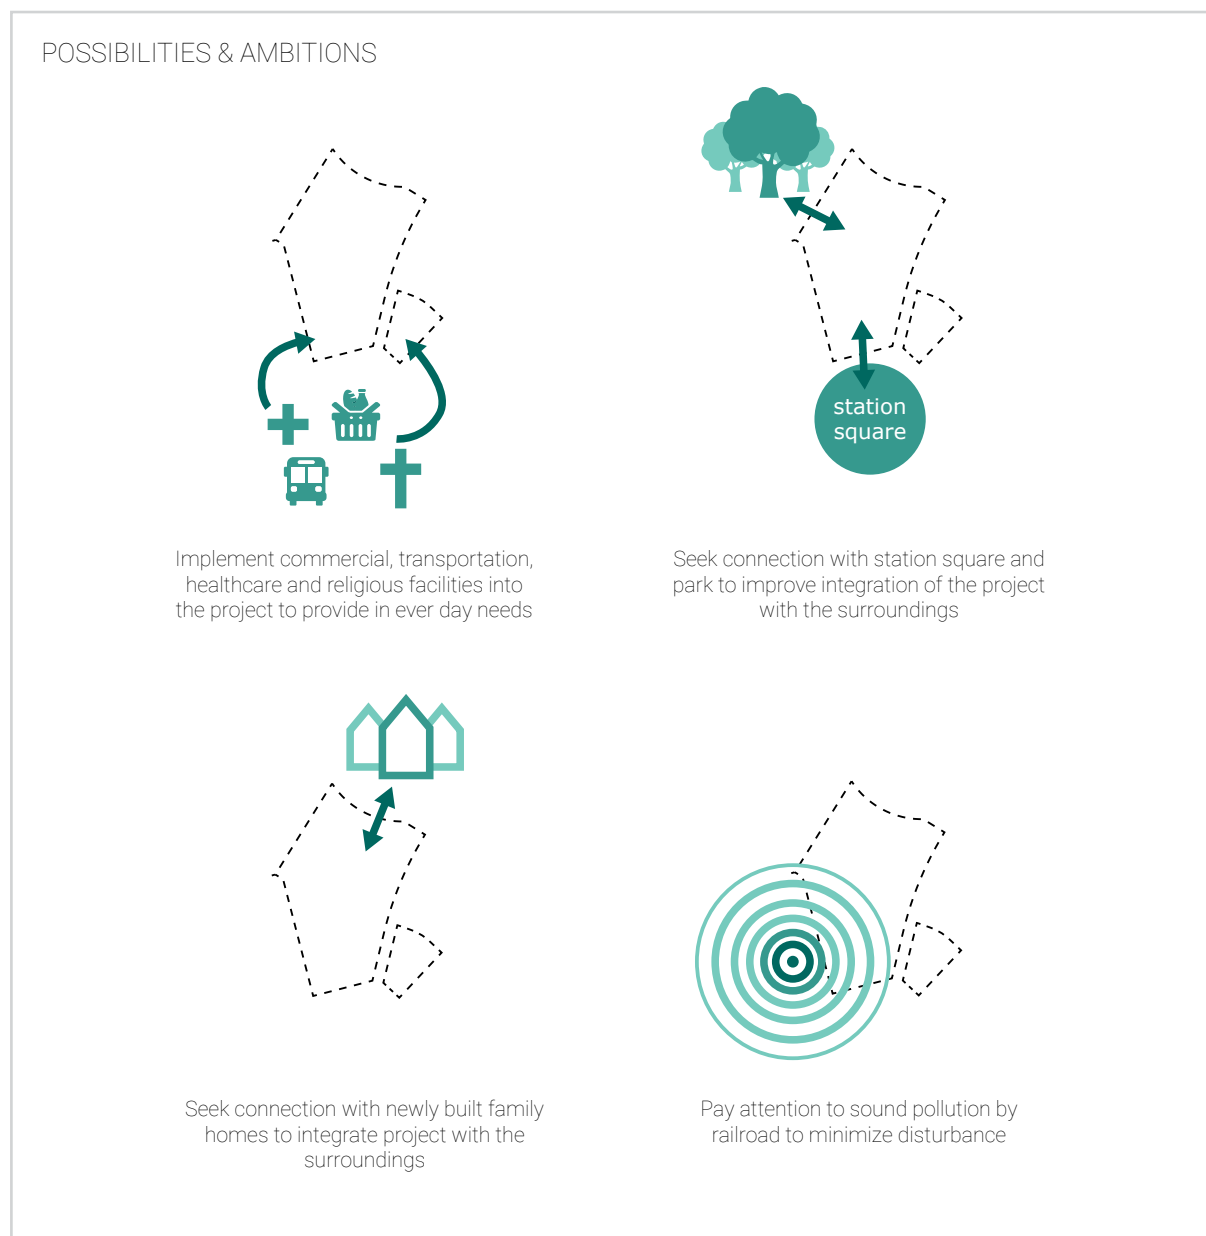 POSSIBILITIES & AMBITIONS
station
square
Implement commercial, transportation,
healthcare and religious facilities into
the project to provide in ever day needs
Seek connection with station square and
park to improve integration of the project
with the surroundings
Seek connection with newly built family
homes to integrate project with the
surroundings
Pay attention to sound pollution by
railroad to minimize disturbance